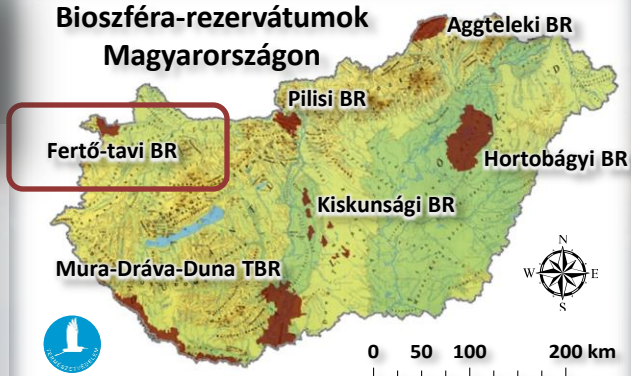 Bioszféra-rezervátumok
Magyarországon
Aggteleki BR
Pilisi BR
Fertő-tavi BR
Hortobágyi BR
Kiskunsági BR
Mura-Dráva-Duna TBR
N
W E
S
TERMÉSZETVÉDELEM
0 50 100 200 km